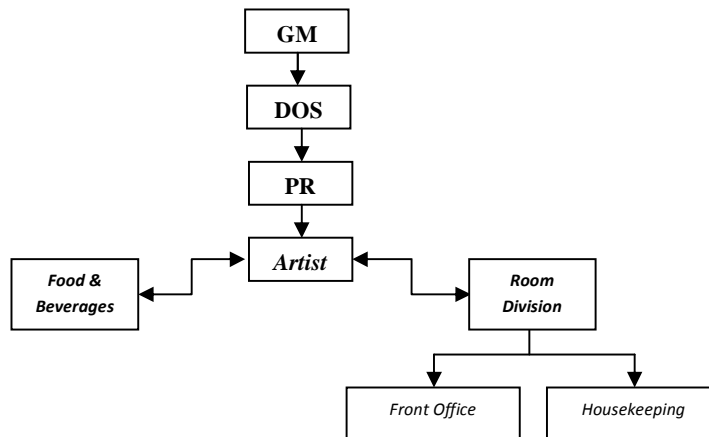 GM
DOS
PR
Artist
Food &
Beverages
Room
Division
Front Office
Housekeeping